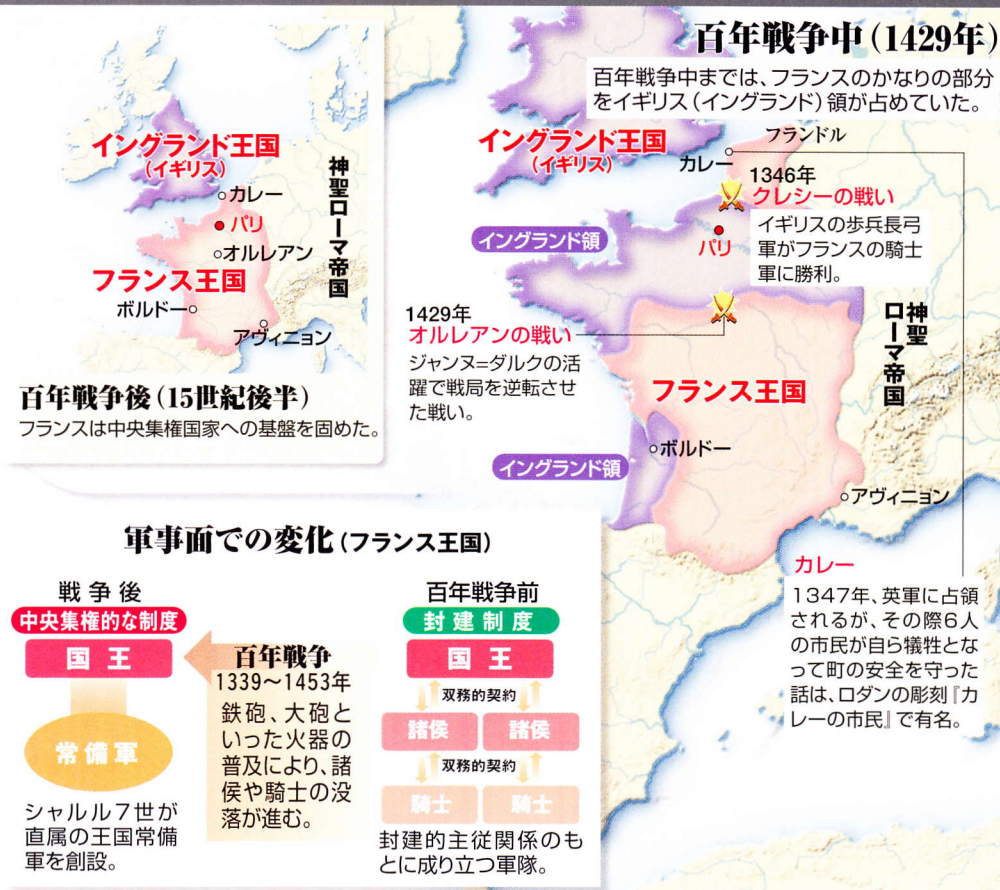 百年戦争中(1429年)
百年戦争中までは、フランスのかなりの部分
をイギリス(イングランド)領が占めていた。
イングランド王国
(イギリス)
カレー
パリ
オルレアン
フランス王国
ボルドー
アヴィニョン
神聖ローマ帝国
百年戦争後(15世紀後半)
フランスは中央集権国家への基盤を固めた。
イングランド王国
(イギリス)
フランドル
カレー
1346年
クレシーの戦い
イギリスの歩兵長弓
軍がフランスの騎士
軍に勝利。
パリ
イングランド領
1429年
オルレアンの戦い
ジャンヌ=ダルクの活
躍で戦局を逆転させ
た戦い。
フランス王国
神聖
ローマ帝国
ボルドー
イングランド領
アヴィニョン
カレー
1347年、英軍に占領
されるが、その際6人
の市民が自ら犠牲とな
って町の安全を守った
話は、ロダンの彫刻『カ
レーの市民』で有名。
軍事面での変化(フランス王国)
百年戦争前
封建制度
国王
双務的契約
諸侯 諸侯
双務的契約
騎士 騎士
封建的主従関係のも
とに成り立つ軍隊。
百年戦争
1339〜1453年
鉄砲、大砲と
いった火器の
普及により、諸
侯や騎士の没
落が進む。
戦争後
中央集権的な制度
国王
常備軍
シャルル7世が
直属の王国常備
軍を創設。